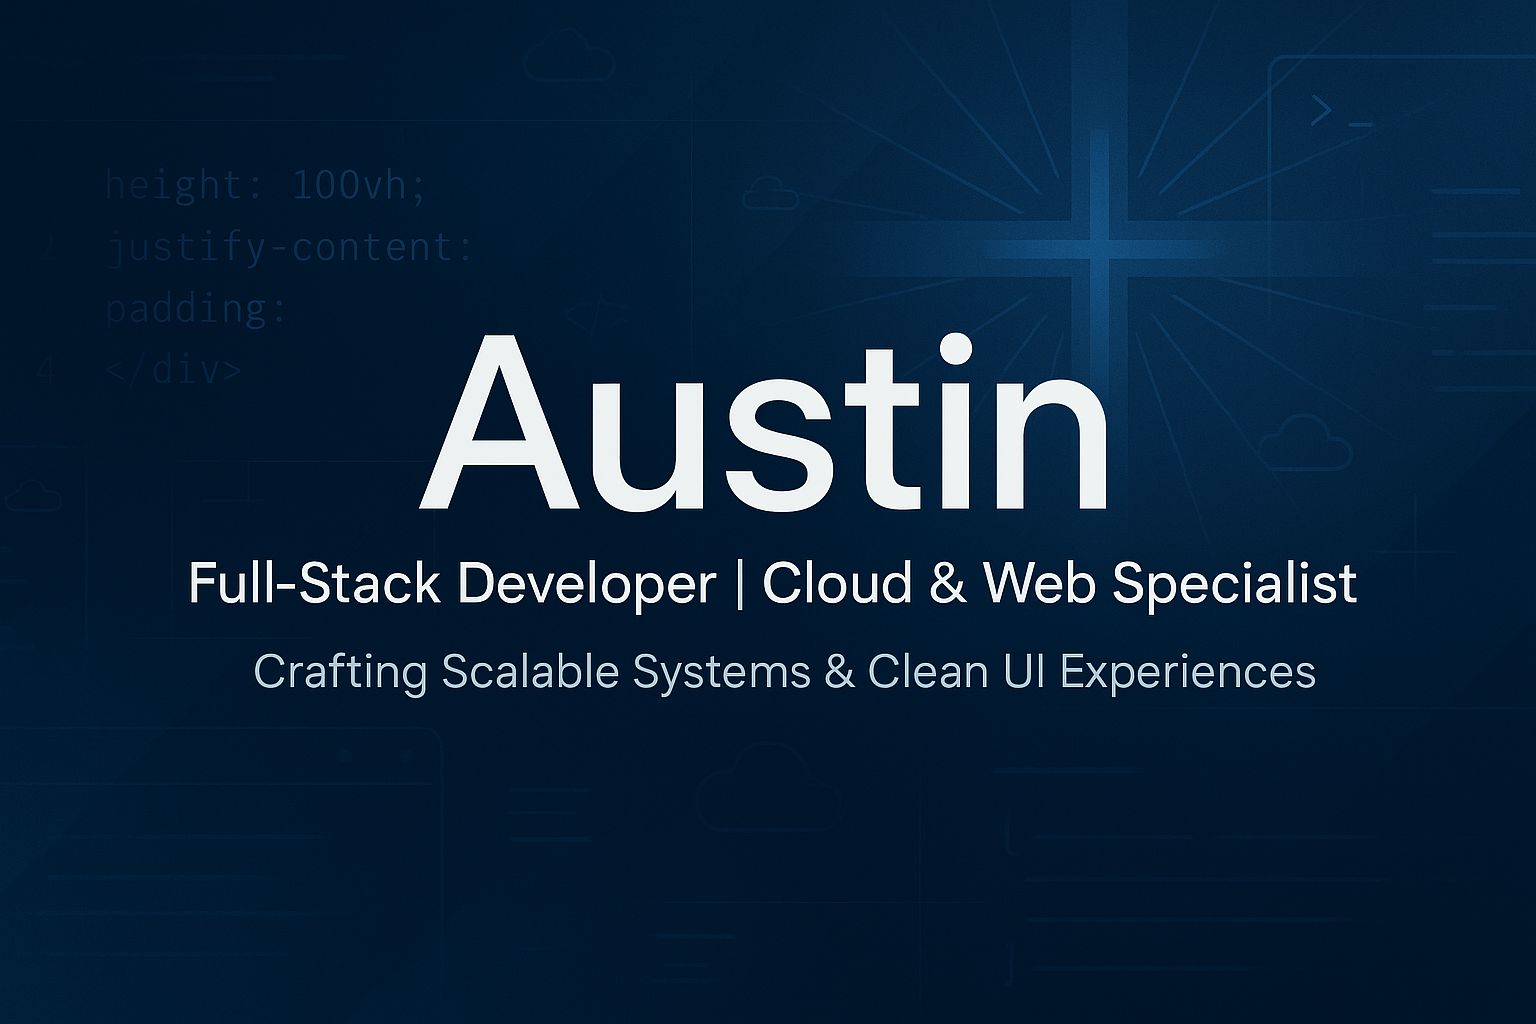 height: 100vh;
justify-content:
padding:
4 </div>
>_
</>
Austin
Full-Stack Developer | Cloud & Web Specialist
Crafting Scalable Systems & Clean UI Experiences